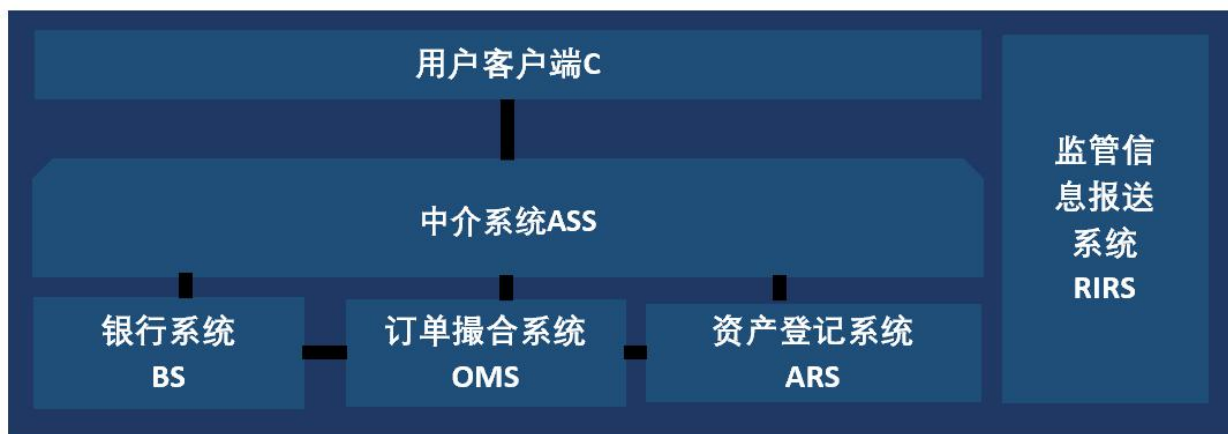 用户客户端C
中介系统ASS
银行系统
BS
订单撮合系统
OMS
资产登记系统
ARS
监管信
息报送
系统
RIRS